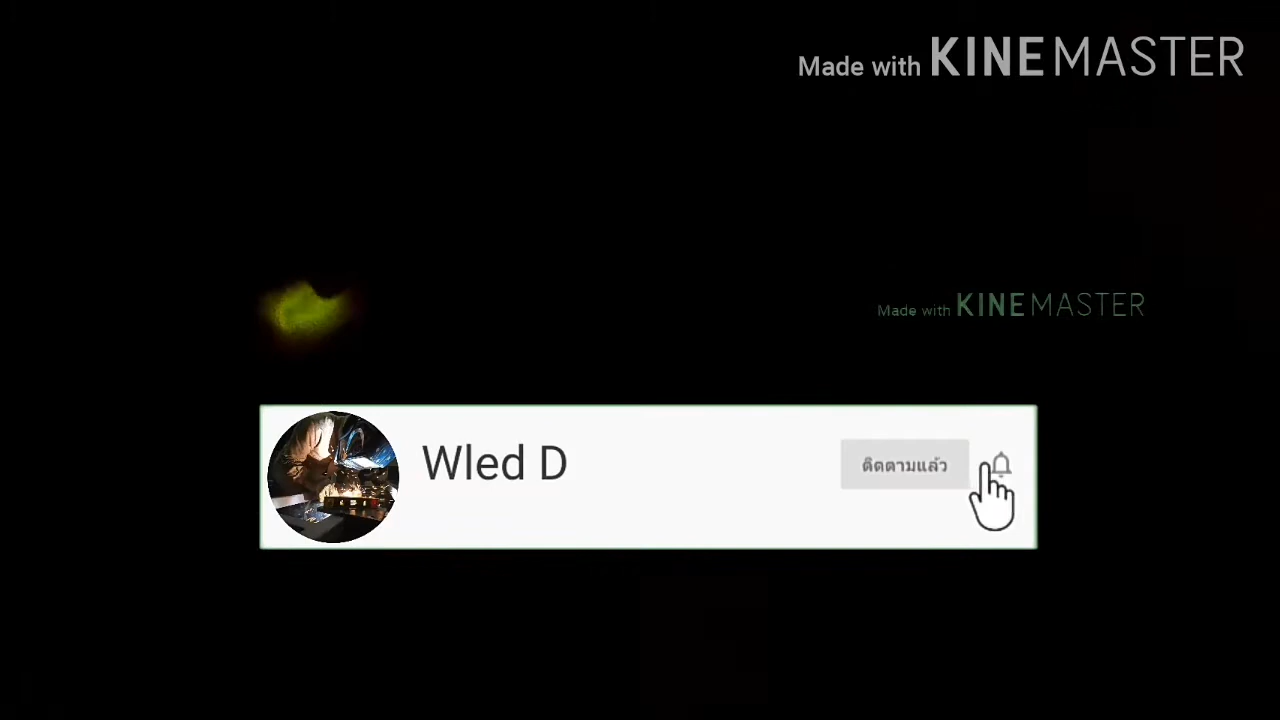 Made with KINEMASTER
Made with KINEMASTER
Wled D
ติดตามแล้ว